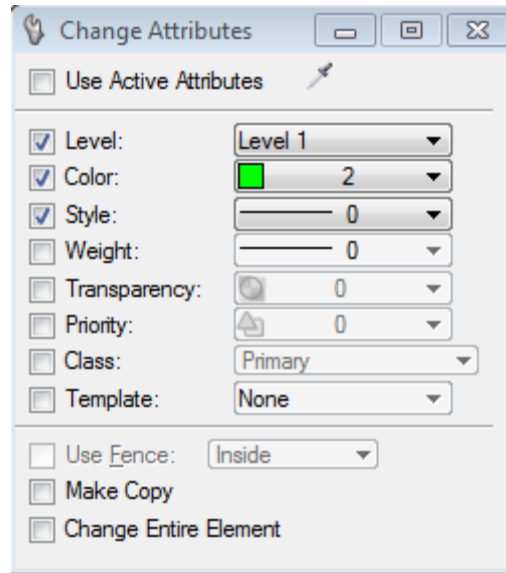 Change Attributes
Use Active Attributes
Level: Level 1
Color: 2
Style: 0
Weight: 0
Transparency: 0
Priority: 0
Class: Primary
Template: None
Use Fence: Inside
Make Copy
Change Entire Element